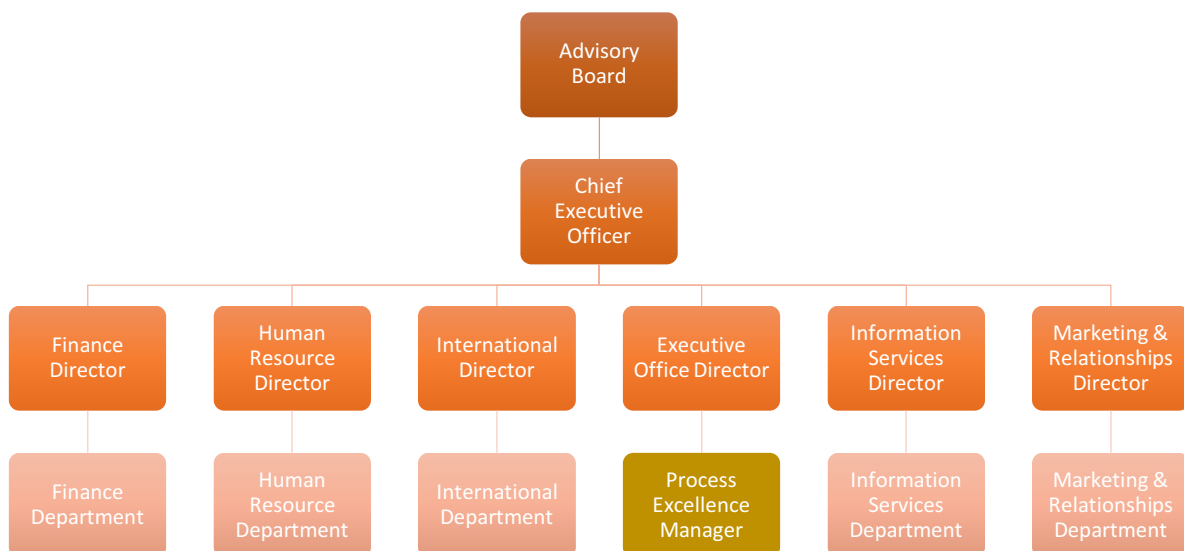 Advisory
Board
Chief
Executive
Officer
Finance
Director
Human
Resource
Director
International
Director
Executive
Office Director
Information
Services
Director
Marketing &
Relationships
Director
Finance
Department
Human
Resource
Department
International
Department
Process
Excellence
Manager
Information
Services
Department
Marketing &
Relationships
Department